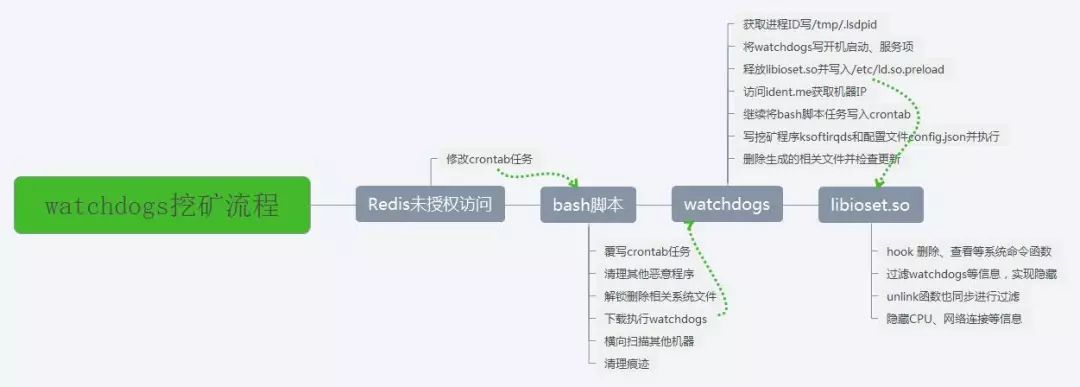 获取进程ID写/tmp/.lsdpid
将watchdogs写开机启动、服务项
释放libioset.so并写入/etc/ld.so.preload
访问ident.me获取机器IP
继续将bash脚本任务写入crontab
写挖矿程序ksoftirqds和配置文件config.json并执行
删除生成的相关文件并检查更新
修改crontab任务
watchdogs挖矿流程
Redis未授权访问
bash脚本
watchdogs
libioset.so
覆写crontab任务
清理其他恶意程序
解锁删除相关系统文件
下载执行watchdogs
横向扫描其他机器
清理痕迹
hook 删除、查看等系统命令函数
过滤watchdogs等信息，实现隐藏
unlink函数也同步进行过滤
隐藏CPU、网络连接等信息